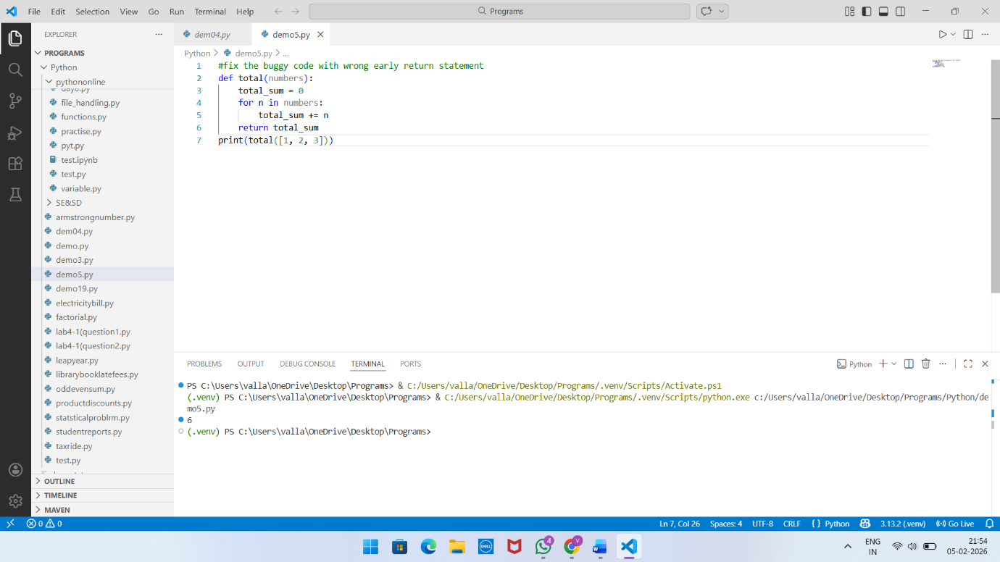 File Edit Selection View Go Run Terminal Help
Programs
EXPLORER
dem04.py
demo5.py
PROGRAMS
Python
pythononline
file_handling.py
functions.py
practise.py
pyt.py
test.ipynb
test.py
variable.py
SE&SD
armstrongnumber.py
dem04.py
demo.py
demo3.py
demo5.py
demo19.py
electricitybill.py
factorial.py
lab4-1(question1.py
lab4-1(question2.py
leapyear.py
librarybooklatefees.py
oddevensum.py
productdiscounts.py
statsticalproblrm.py
studentreports.py
taxride.py
test.py
OUTLINE
TIMELINE
MAVEN
Python > demo5.py > ...
1 #fix the buggy code with wrong early return statement
2 def total(numbers):
3 total_sum = 0
4 for n in numbers:
5 total_sum += n
6 return total_sum
7 print(total([1, 2, 3]))
PROBLEMS OUTPUT DEBUG CONSOLE TERMINAL PORTS
Python
PS C:\Users\valla\OneDrive\Desktop\Programs> & C:/Users/valla/OneDrive/Desktop/Programs/.venv/Scripts/Activate.ps1
(.venv) PS C:\Users\valla\OneDrive\Desktop\Programs> & C:/Users/valla/OneDrive/Desktop/Programs/.venv/Scripts/python.exe c:/Users/valla/OneDrive/Desktop/Programs/Python/de
mo5.py
6
(.venv) PS C:\Users\valla\OneDrive\Desktop\Programs>
0 0
Ln 7, Col 26 Spaces: 4 UTF-8 CRLF {} Python 3.13.2 (.venv) Go Live
DELL
4
V
W
ENG
IN
21:54
05-02-2026